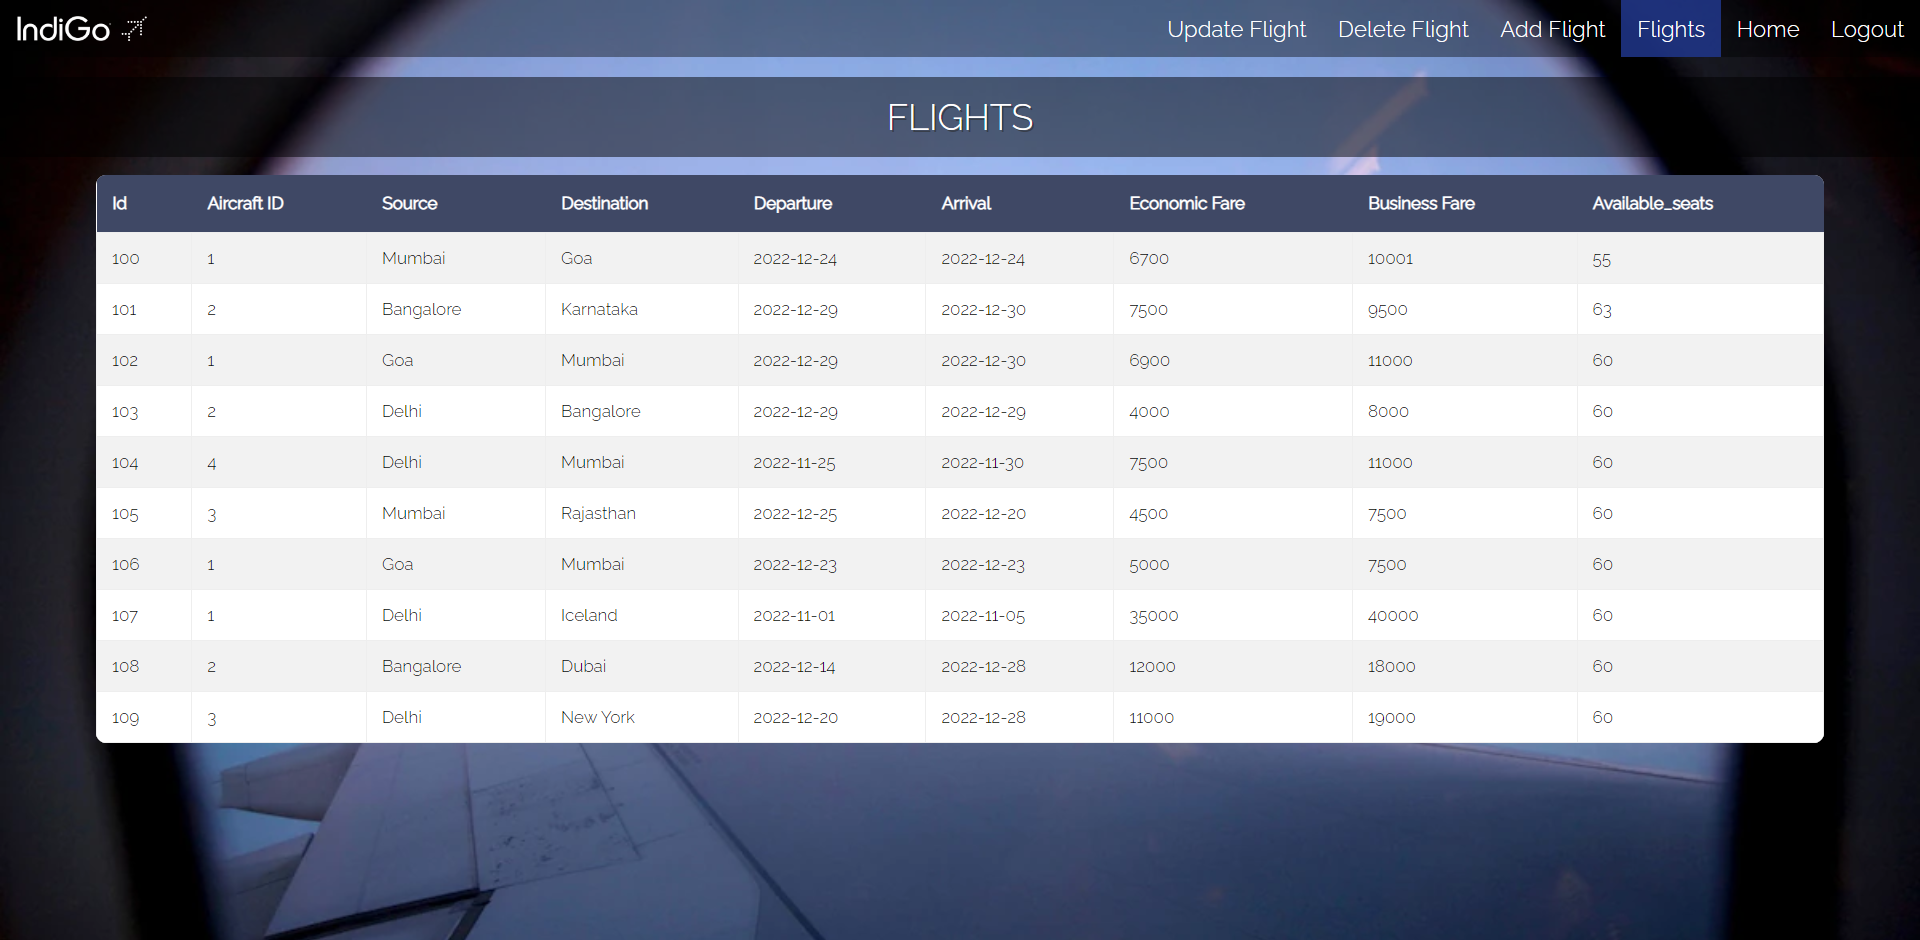 IndiGo
Update Flight Delete Flight Add Flight Flights Home Logout
FLIGHTS
Id Aircraft ID Source Destination Departure Arrival Economic Fare Business Fare Available_seats
100 1 Mumbai Goa 2022-12-24 2022-12-24 6700 10001 55
101 2 Bangalore Karnataka 2022-12-29 2022-12-30 7500 9500 63
102 1 Goa Mumbai 2022-12-29 2022-12-30 6900 11000 60
103 2 Delhi Bangalore 2022-12-29 2022-12-29 4000 8000 60
104 4 Delhi Mumbai 2022-11-25 2022-11-30 7500 11000 60
105 3 Mumbai Rajasthan 2022-12-25 2022-12-20 4500 7500 60
106 1 Goa Mumbai 2022-12-23 2022-12-23 5000 7500 60
107 1 Delhi Iceland 2022-11-01 2022-11-05 35000 40000 60
108 2 Bangalore Dubai 2022-12-14 2022-12-28 12000 18000 60
109 3 Delhi New York 2022-12-20 2022-12-28 11000 19000 60